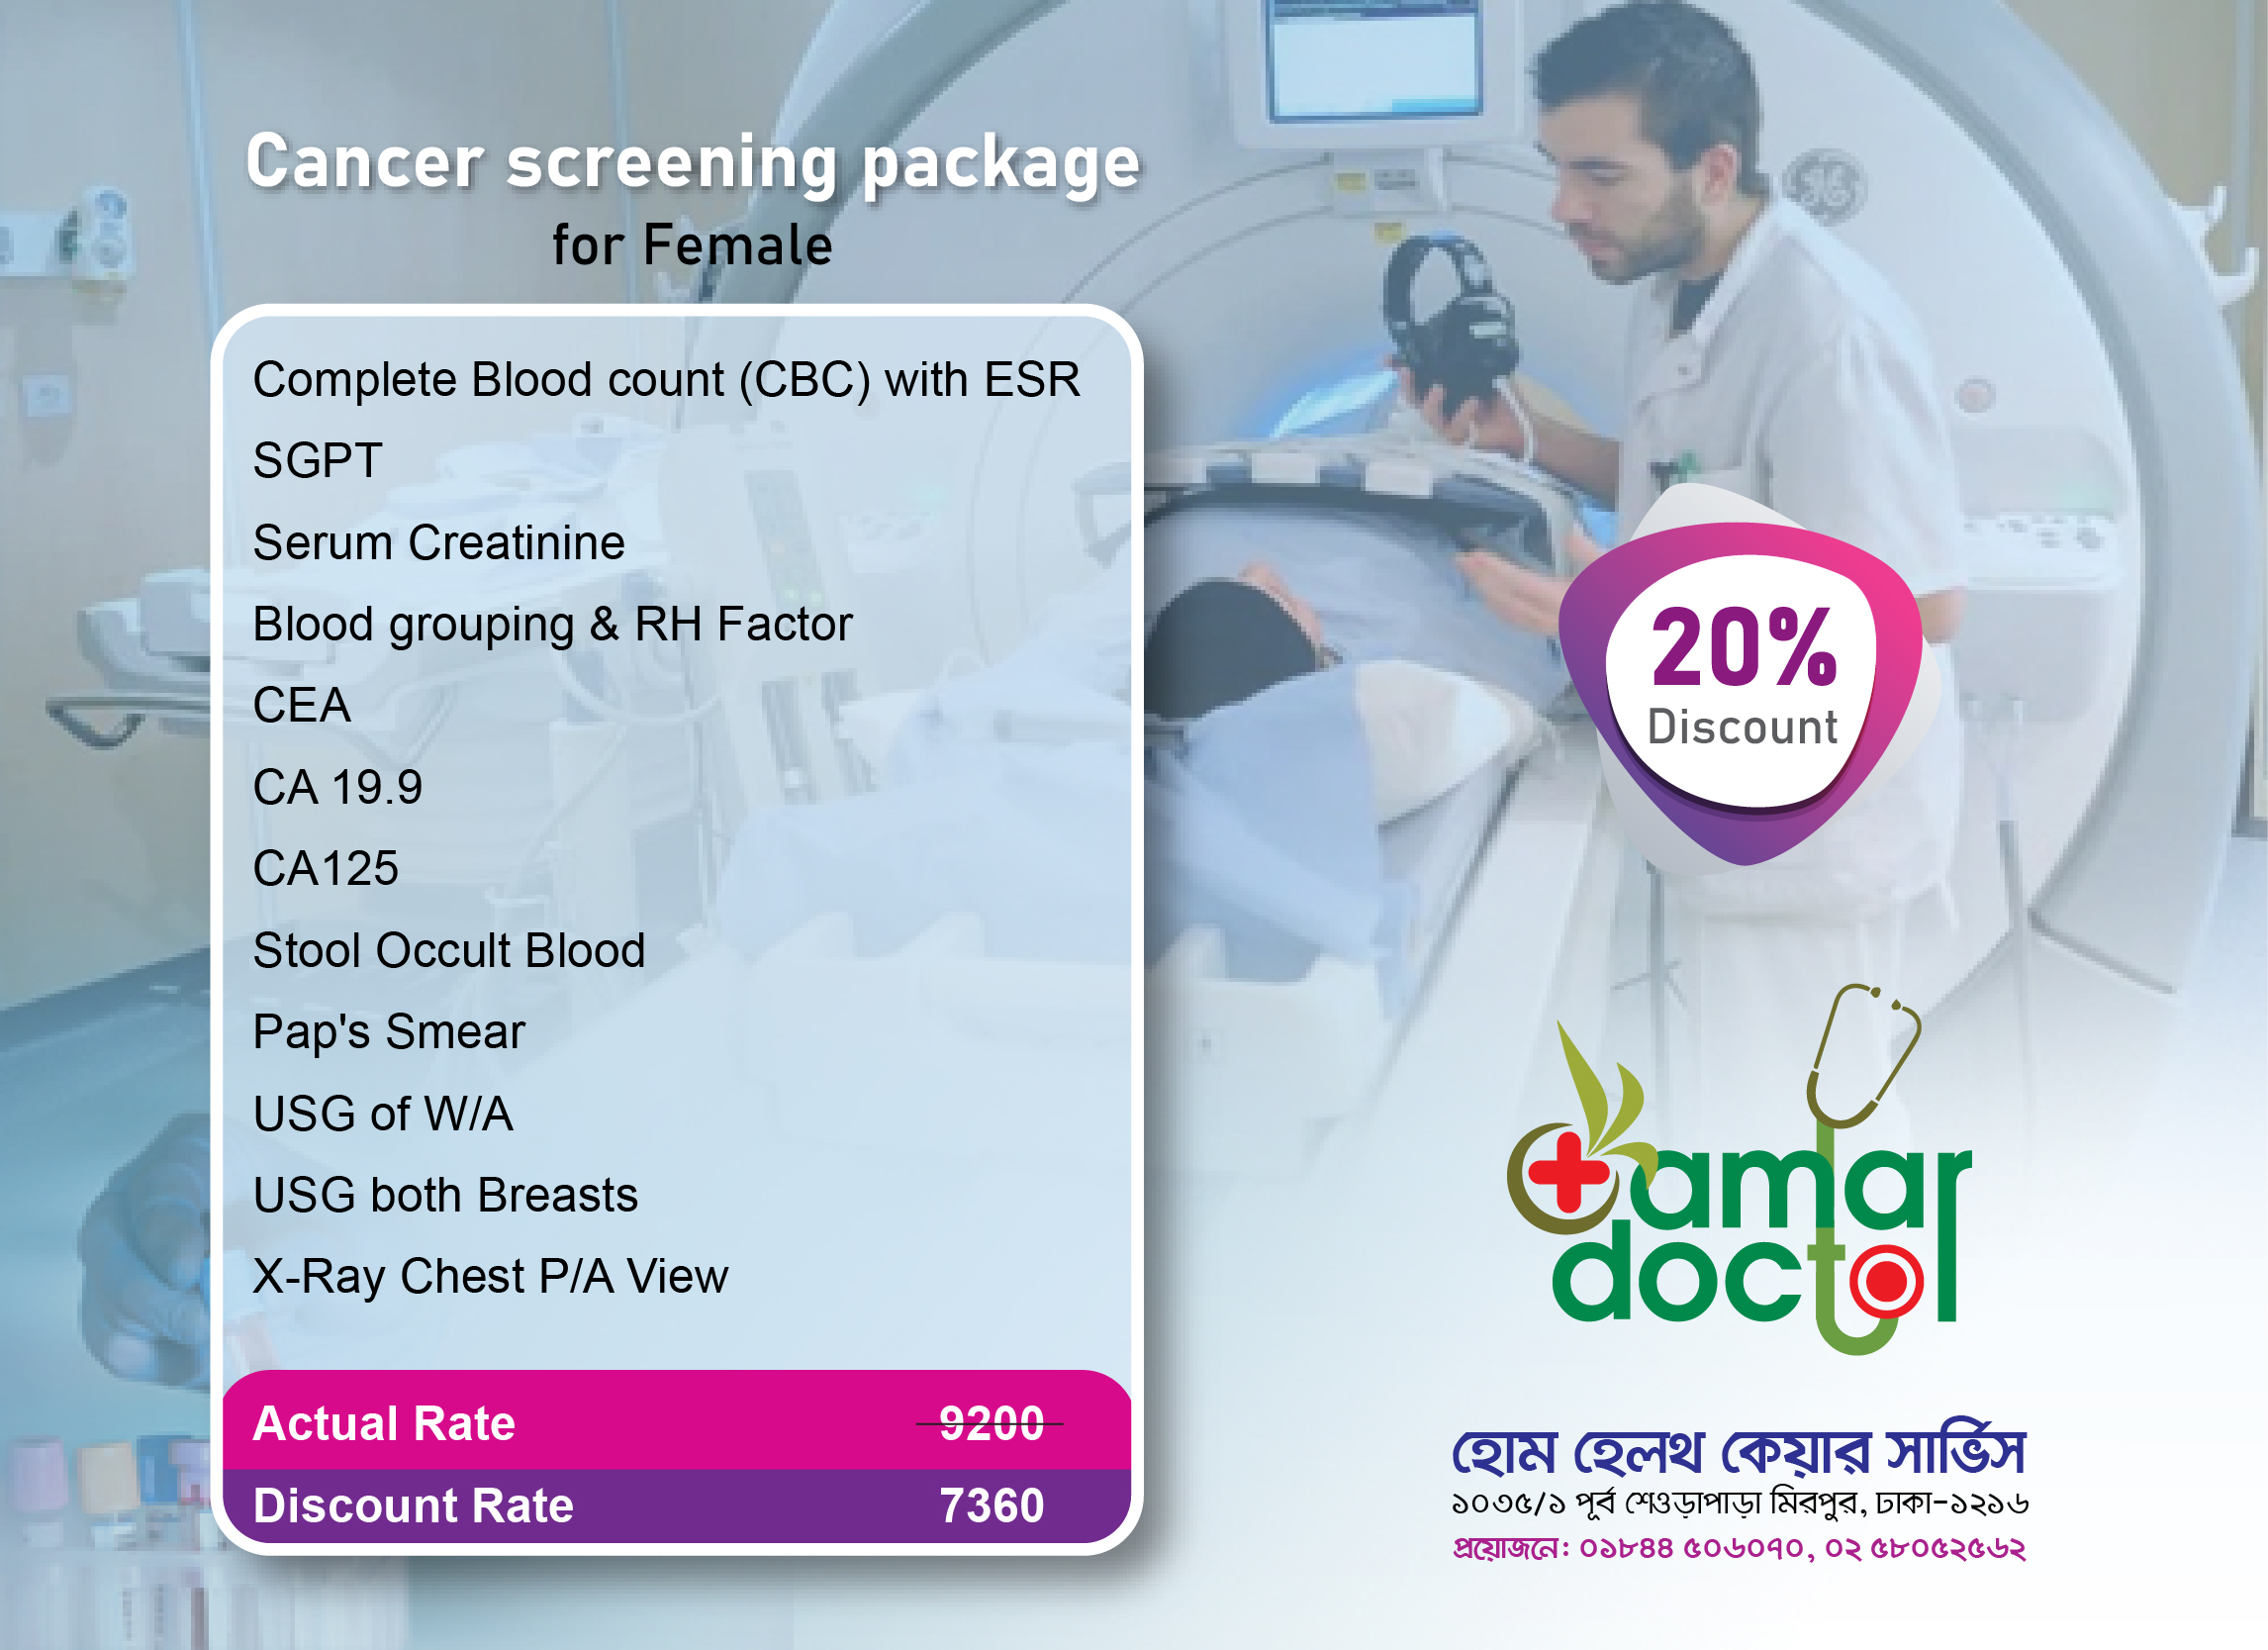 Cancer screening package
for Female
Complete Blood count (CBC) with ESR
SGPT
Serum Creatinine
Blood grouping & RH Factor
CEA
CA 19.9
CA125
Stool Occult Blood
Pap's Smear
USG of W/A
USG both Breasts
X-Ray Chest P/A View
Actual Rate 9200
Discount Rate 7360
GE
20%
Discount
amar
doctor
হোম হেলথ কেয়ার সার্ভিস
১০৩৫/১ পূর্ব শেওড়াপাড়া মিরপুর, ঢাকা-১২১৬
প্রয়োজনে: ০১৮৪৪ ৫০৬০৭০, ০২ ৫৮০৫২৫৬২